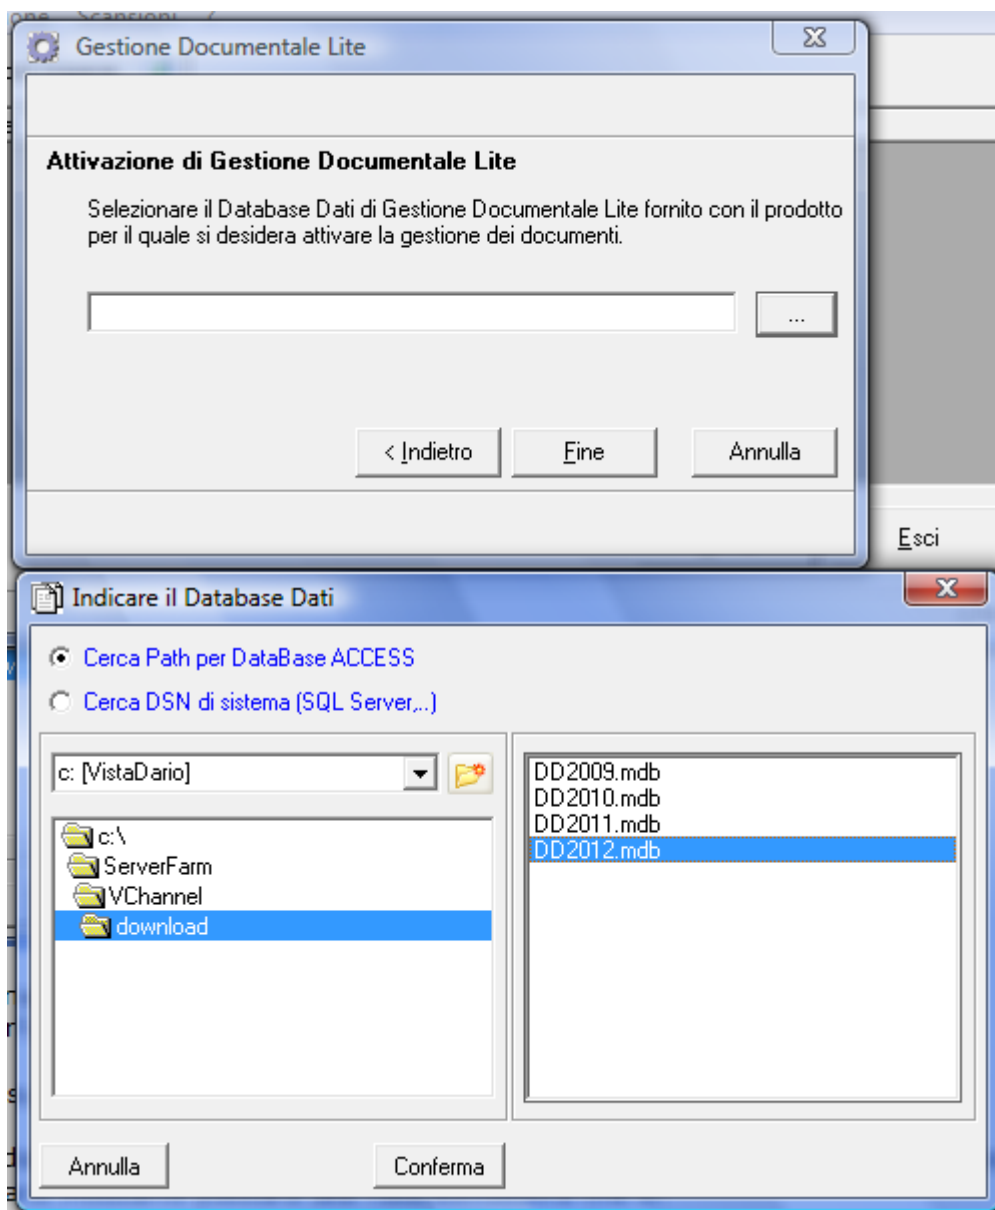 one Scansioni ?
Gestione Documentale Lite
Attivazione di Gestione Documentale Lite
Selezionare il Database Dati di Gestione Documentale Lite fornito con il prodotto
per il quale si desidera attivare la gestione dei documenti.
...
< Indietro
Fine
Annulla
Esci
Indicare il Database Dati
Cerca Path per DataBase ACCESS
Cerca DSN di sistema (SQL Server,..)
c: [VistaDario]
c:\
ServerFarm
VChannel
download
DD2009.mdb
DD2010.mdb
DD2011.mdb
DD2012.mdb
Annulla
Conferma